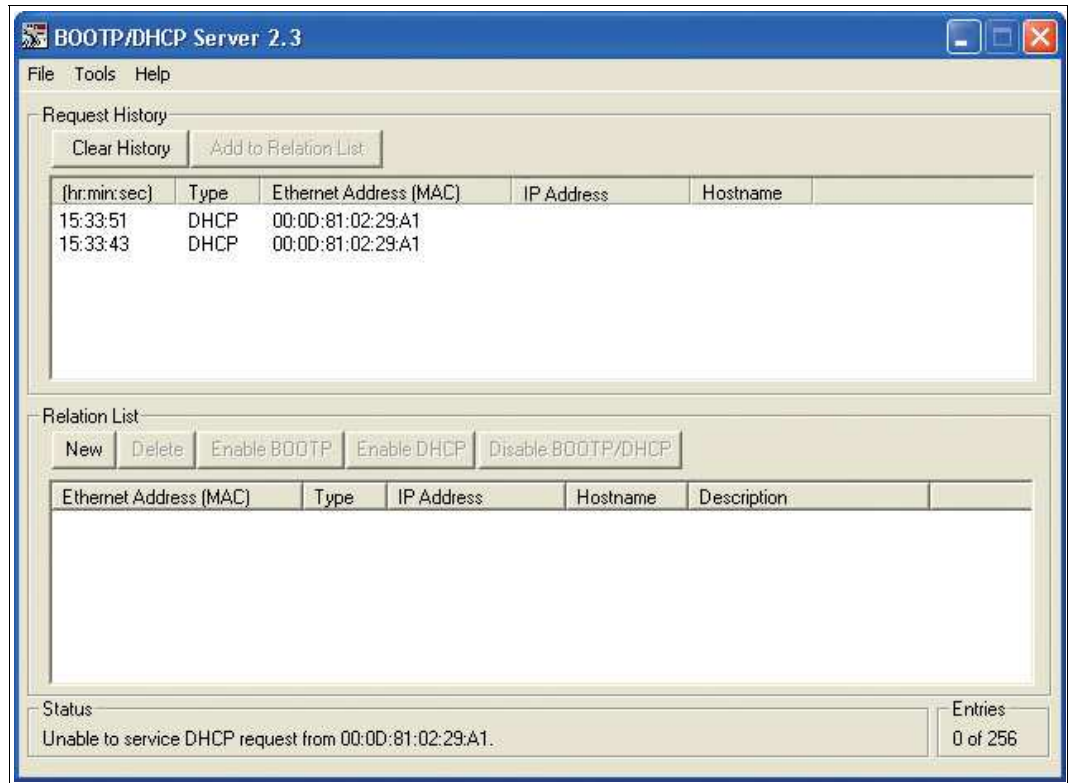 BOOTP/DHCP Server 2.3
File Tools Help
Request History
Clear History Add to Relation List
(hr:min:sec) Type Ethernet Address (MAC) IP Address Hostname
15:33:51 DHCP 00:0D:81:02:29:A1
15:33:43 DHCP 00:0D:81:02:29:A1
Relation List
New Delete Enable BOOTP Enable DHCP Disable BOOTP/DHCP
Ethernet Address (MAC) Type IP Address Hostname Description
Status Entries
Unable to service DHCP request from 00:0D:81:02:29:A1. 0 of 256